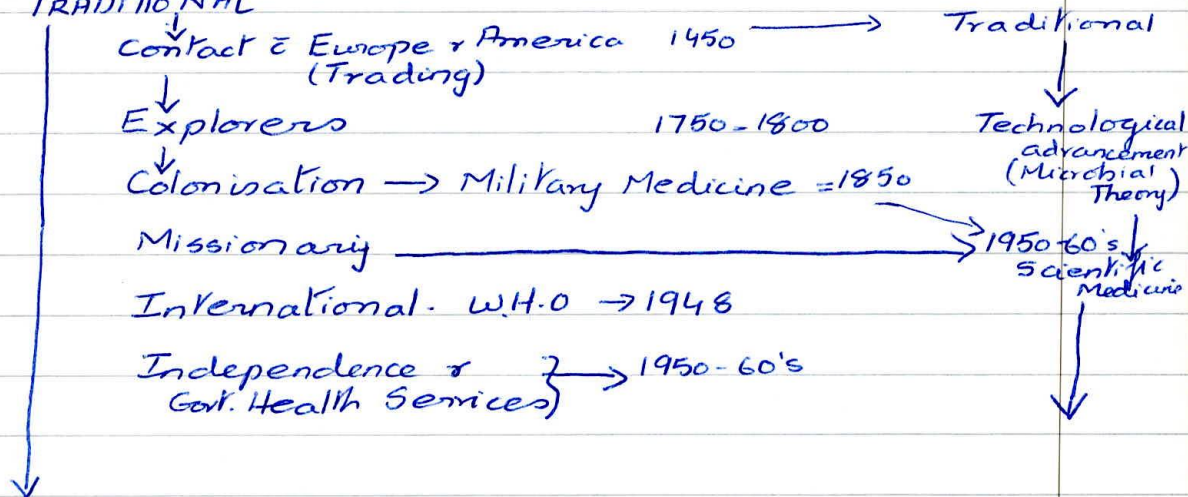 TRADITIONAL
Contact c̄ Europe & America 1450 → Traditional
(Trading)
Explorers 1750-1800 Technological
advancement
Colonisation → Military Medicine =1850 (Microbial
Theory)
Missionary → 1950-60's
Scientific
Medicine
International. W.H.O → 1948
Independence & } → 1950-60's
Govt. Health Services